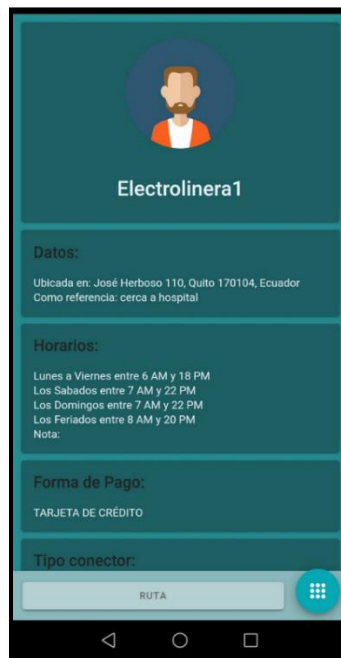 Electrolinera1
Datos:
Ubicada en: José Herboso 110, Quito 170104, Ecuador
Como referencia: cerca a hospital
Horarios:
Lunes a Viernes entre 6 AM y 18 PM
Los Sabados entre 7 AM y 22 PM
Los Domingos entre 7 AM y 22 PM
Los Feriados entre 8 AM y 20 PM
Nota:
Forma de Pago:
TARJETA DE CRÉDITO
Tipo conector:
RUTA